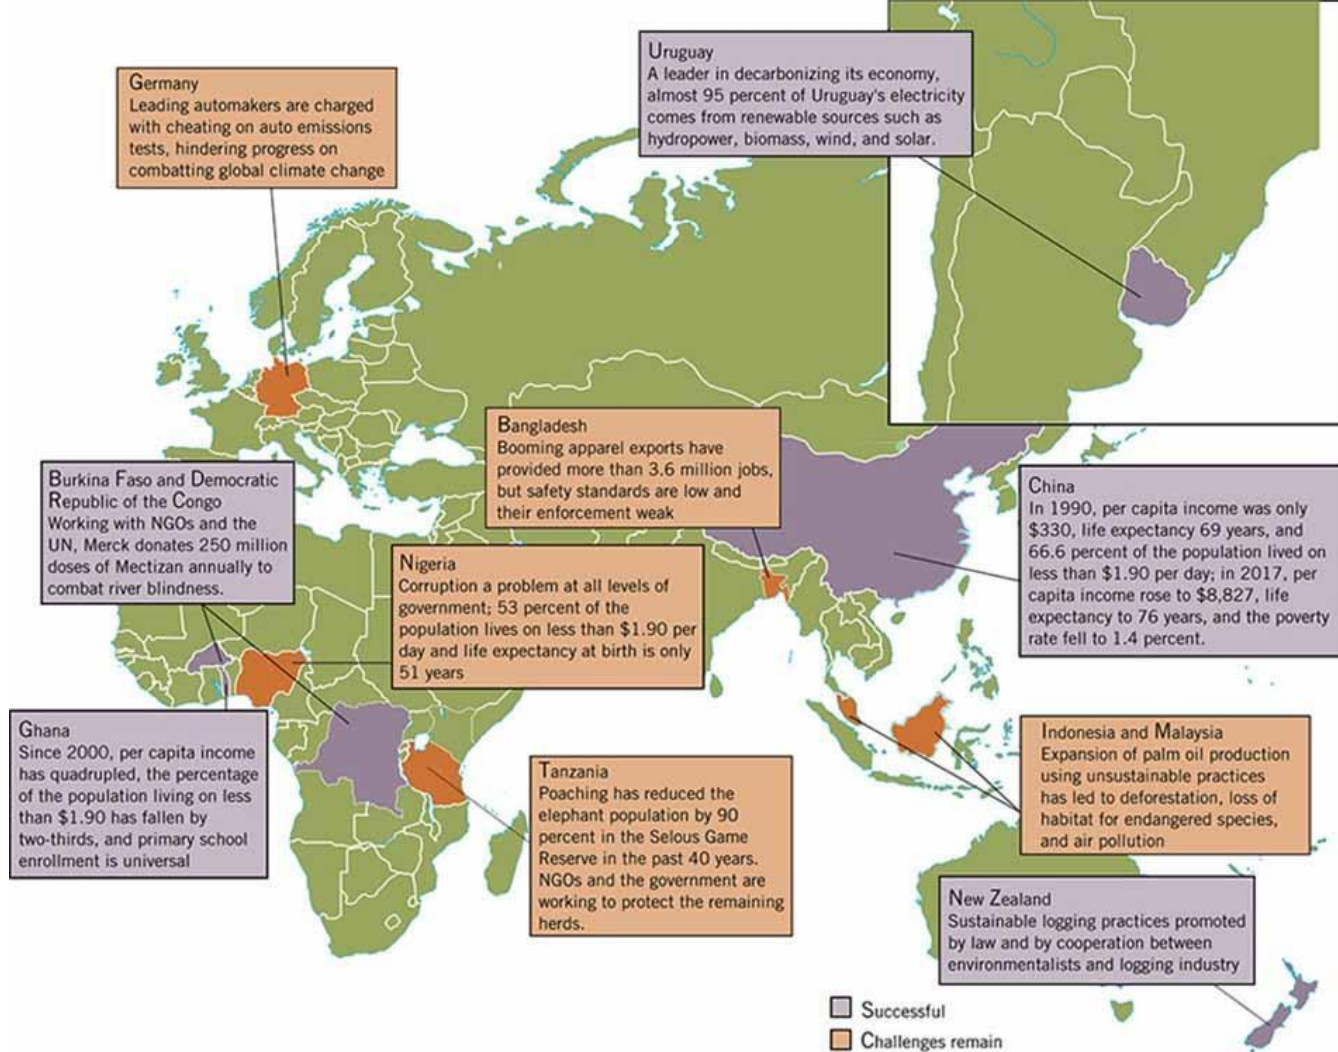 Uruguay
A leader in decarbonizing its economy,
almost 95 percent of Uruguay's electricity
comes from renewable sources such as
hydropower, biomass, wind, and solar.
Germany
Leading automakers are charged
with cheating on auto emissions
tests, hindering progress on
combatting global climate change
Bangladesh
Booming apparel exports have
provided more than 3.6 million jobs,
but safety standards are low and
their enforcement weak
Burkina Faso and Democratic
Republic of the Congo
Working with NGOs and the
UN, Merck donates 250 million
doses of Mectizan annually to
combat river blindness.
China
In 1990, per capita income was only
$330, life expectancy 69 years, and
66.6 percent of the population lived on
less than $1.90 per day; in 2017, per
capita income rose to $8,827, life
expectancy to 76 years, and the poverty
rate fell to 1.4 percent.
Nigeria
Corruption a problem at all levels of
government; 53 percent of the
population lives on less than $1.90 per
day and life expectancy at birth is only
51 years
Ghana
Since 2000, per capita income
has quadrupled, the percentage
of the population living on less
than $1.90 has fallen by
two-thirds, and primary school
enrollment is universal
Tanzania
Poaching has reduced the
elephant population by 90
percent in the Selous Game
Reserve in the past 40 years.
NGOs and the government are
working to protect the remaining
herds.
Indonesia and Malaysia
Expansion of palm oil production
using unsustainable practices
has led to deforestation, loss of
habitat for endangered species,
and air pollution
New Zealand
Sustainable logging practices promoted
by law and by cooperation between
environmentalists and logging industry
Successful
Challenges remain